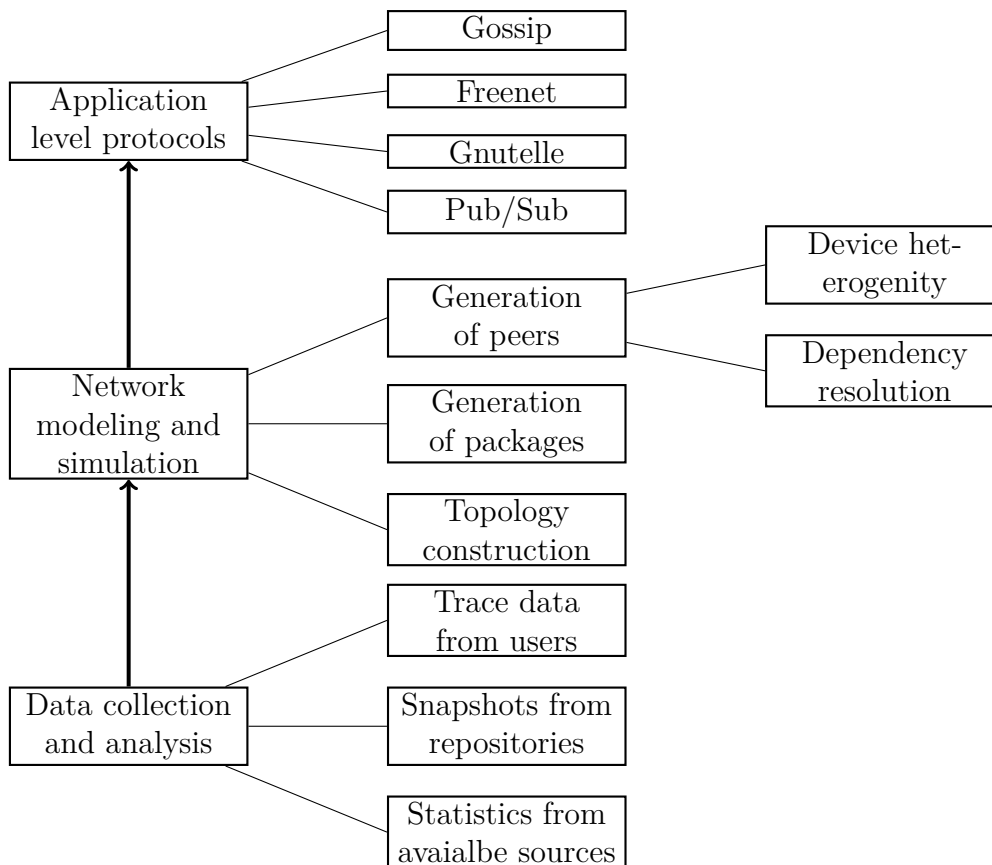 Gossip
Application
level protocols
Freenet
Gnutelle
Pub/Sub
Device het-
erogenity
Generation
of peers
Dependency
resolution
Network
modeling and
simulation
Generation
of packages
Topology
construction
Trace data
from users
Data collection
and analysis
Snapshots from
repositories
Statistics from
avaialbe sources